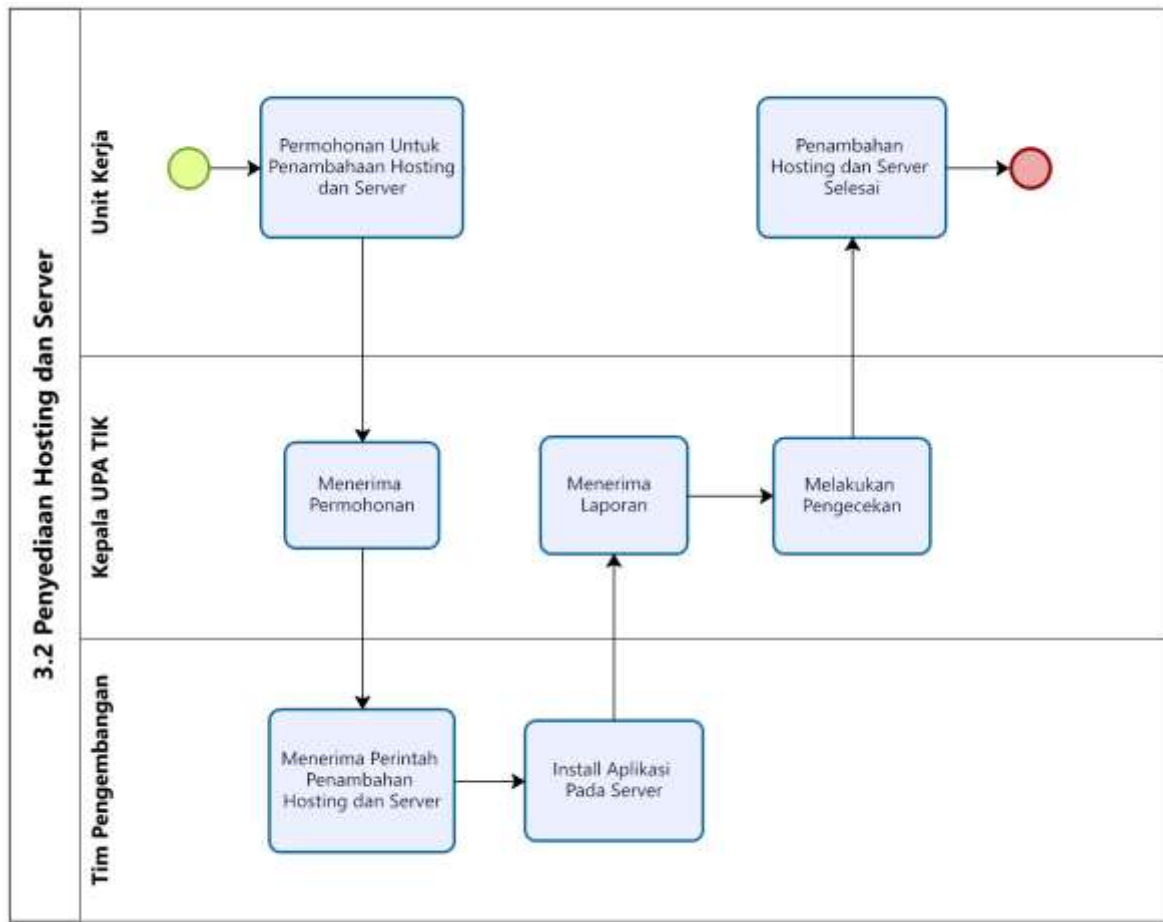 3.2 Penyediaan Hosting dan Server
Unit Kerja
Permohonan Untuk
Penambahaan Hosting
dan Server
Penambahan
Hosting dan Server
Selesai
Kepala UPA TIK
Menerima
Permohonan
Menerima
Laporan
Melakukan
Pengecekan
Tim Pengembangan
Menerima Perintah
Penambahan
Hosting dan Server
Install Aplikasi
Pada Server